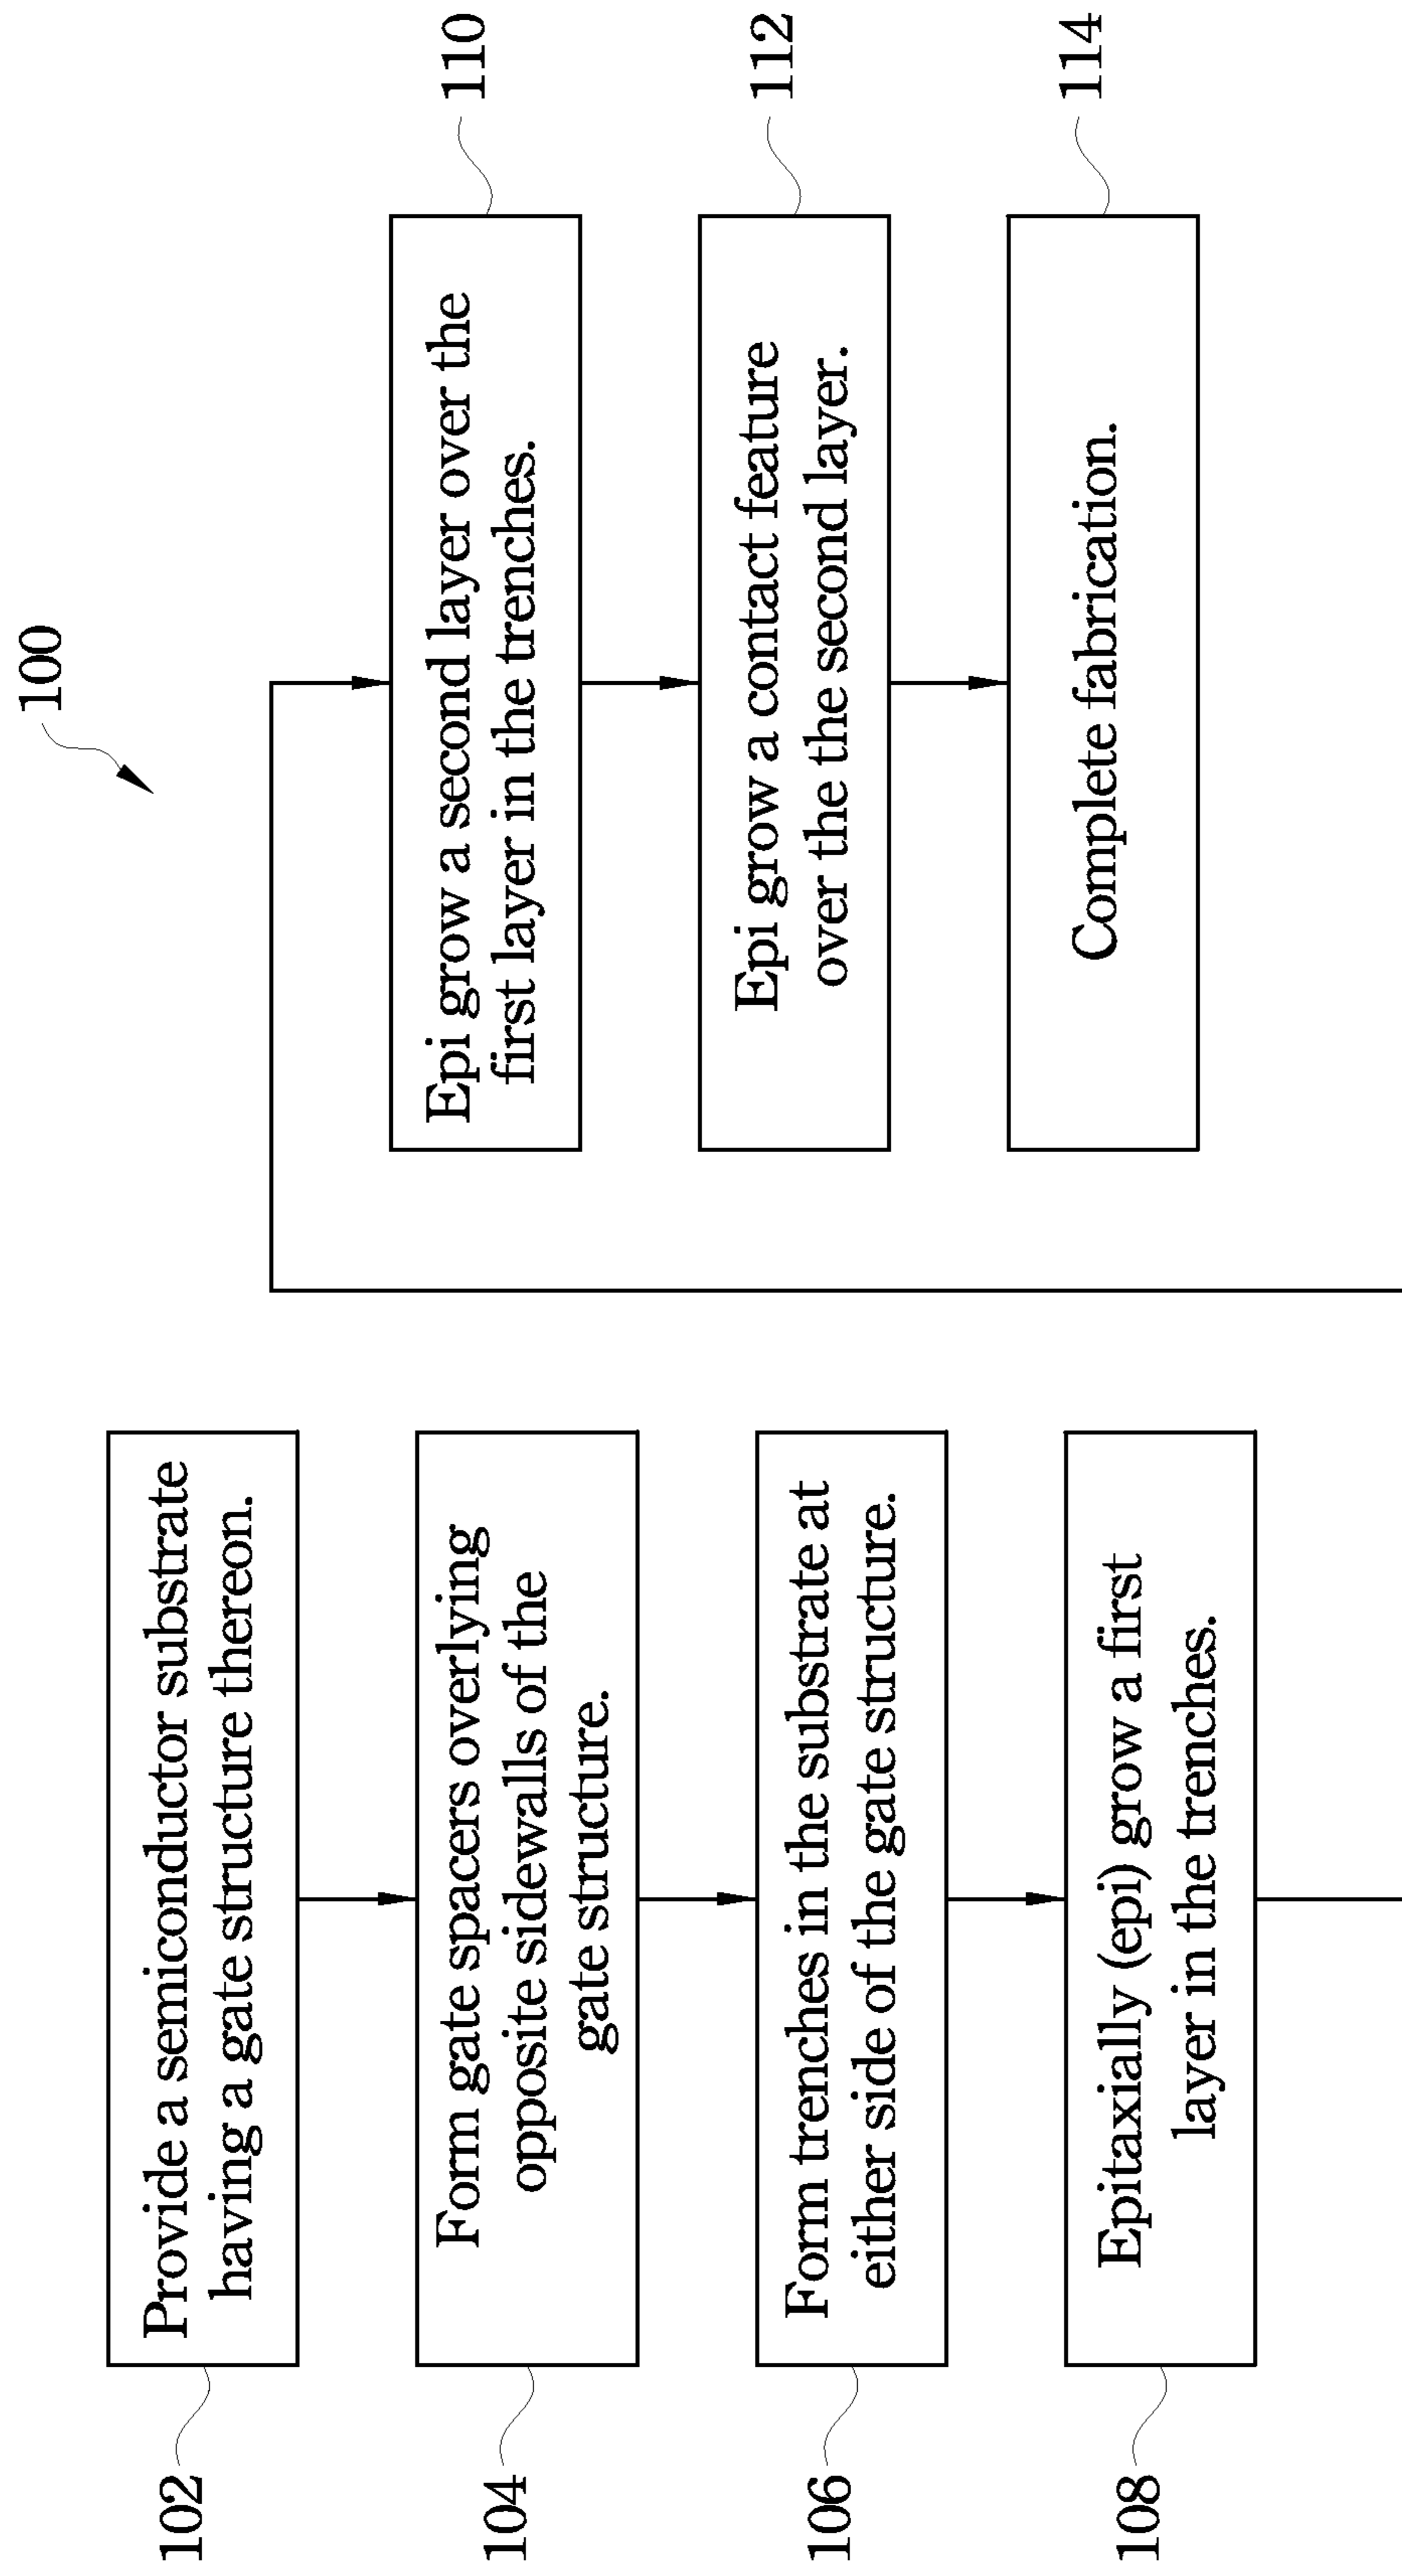 100
102
Provide a semiconductor substrate
having a gate structure thereon.
104
Form gate spacers overlying
opposite sidewalls of the
gate structure.
106
Form trenches in the substrate at
either side of the gate structure.
108
Epitaxially (epi) grow a first
layer in the trenches.
110
Epi grow a second layer over the
first layer in the trenches.
112
Epi grow a contact feature
over the the second layer.
114
Complete fabrication.